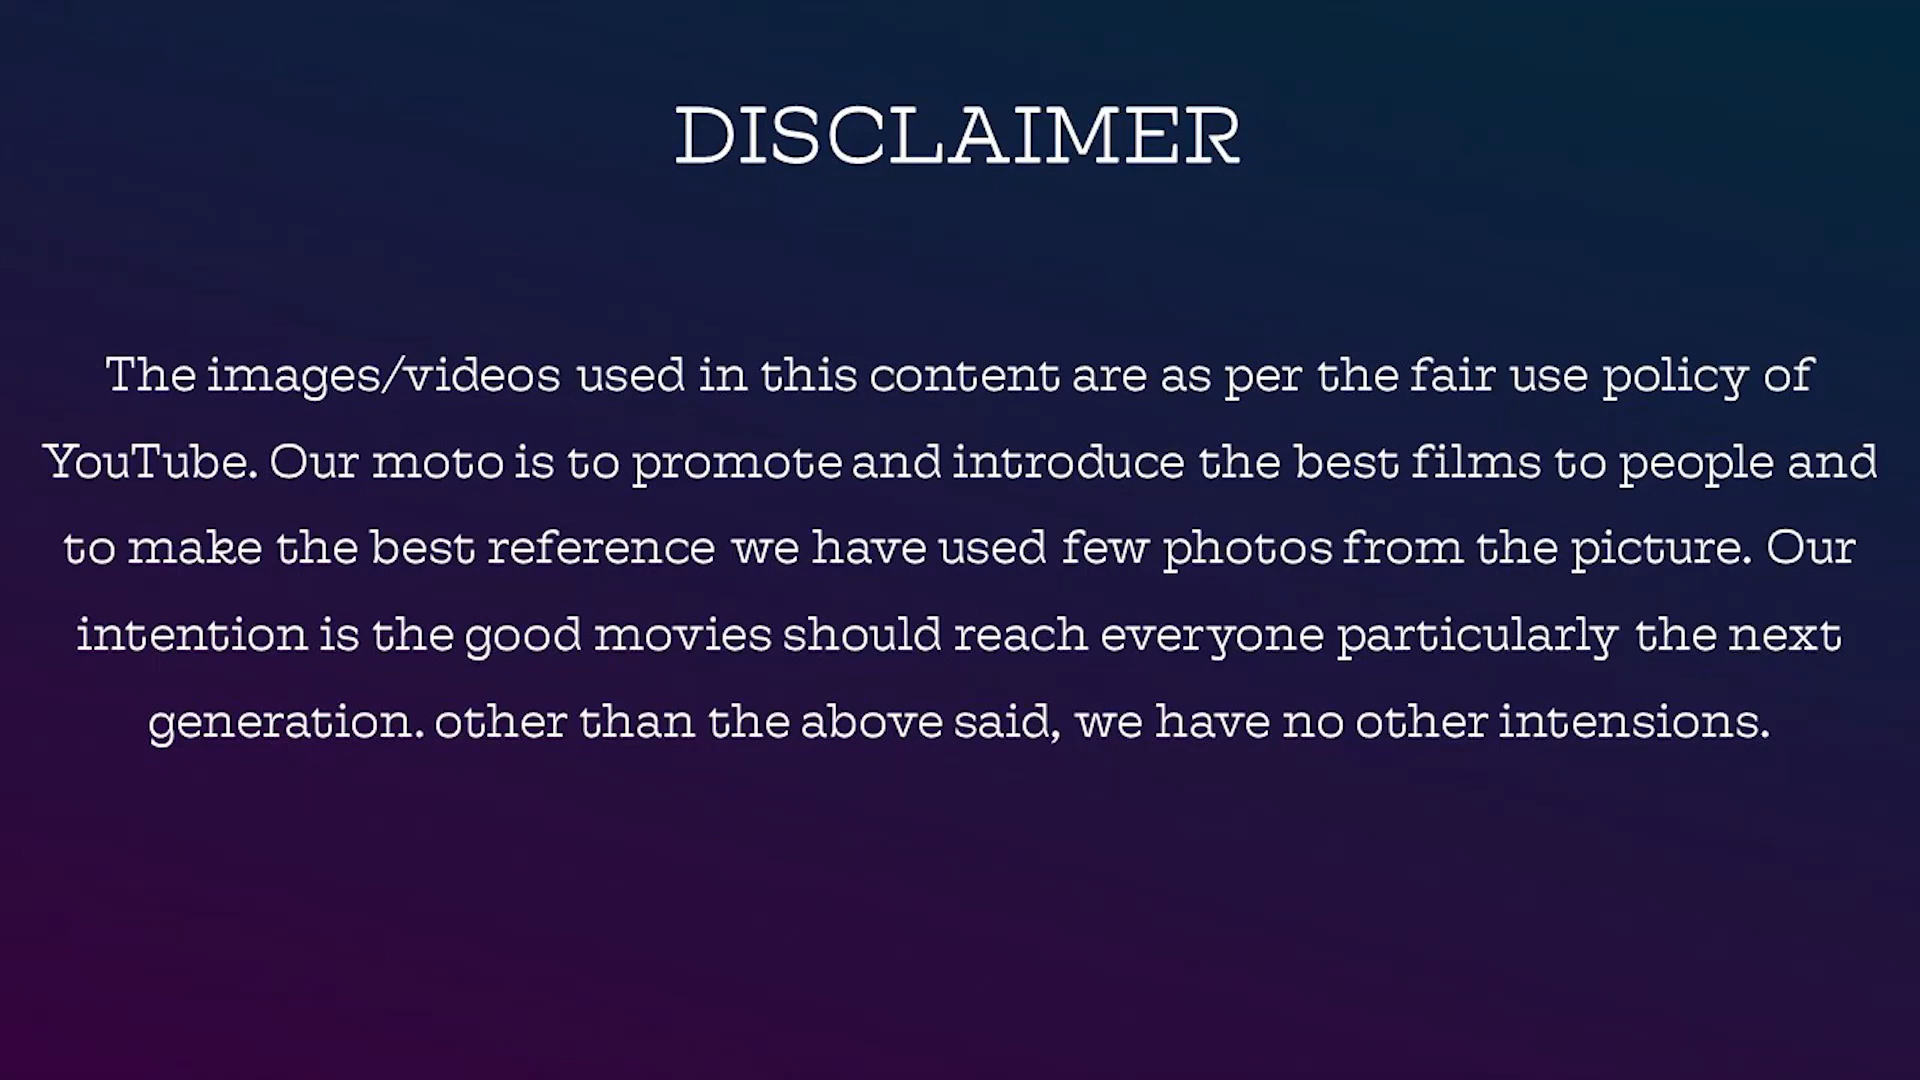 DISCLAIMER
The images/videos used in this content are as per the fair use policy of
YouTube. Our moto is to promote and introduce the best films to people and
to make the best reference we have used few photos from the picture. Our
intention is the good movies should reach everyone particularly the next
generation. other than the above said, we have no other intensions.